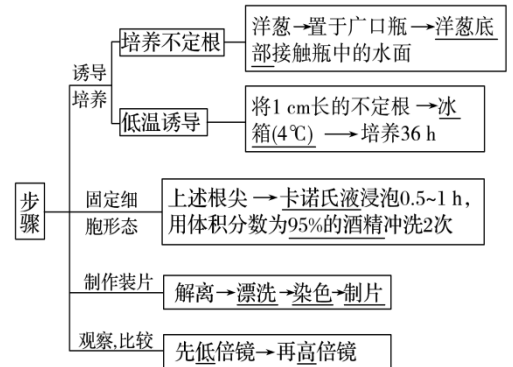 步骤
诱导
培养
培养不定根
洋葱→置于广口瓶→洋葱底
部接触瓶中的水面
低温诱导
将1 cm长的不定根→冰
箱(4℃)→培养36 h
固定细
胞形态
上述根尖→卡诺氏液浸泡0.5~1 h,
用体积分数为95%的酒精冲洗2次
制作装片
解离→漂洗→染色→制片
观察,比较
先低倍镜→再高倍镜